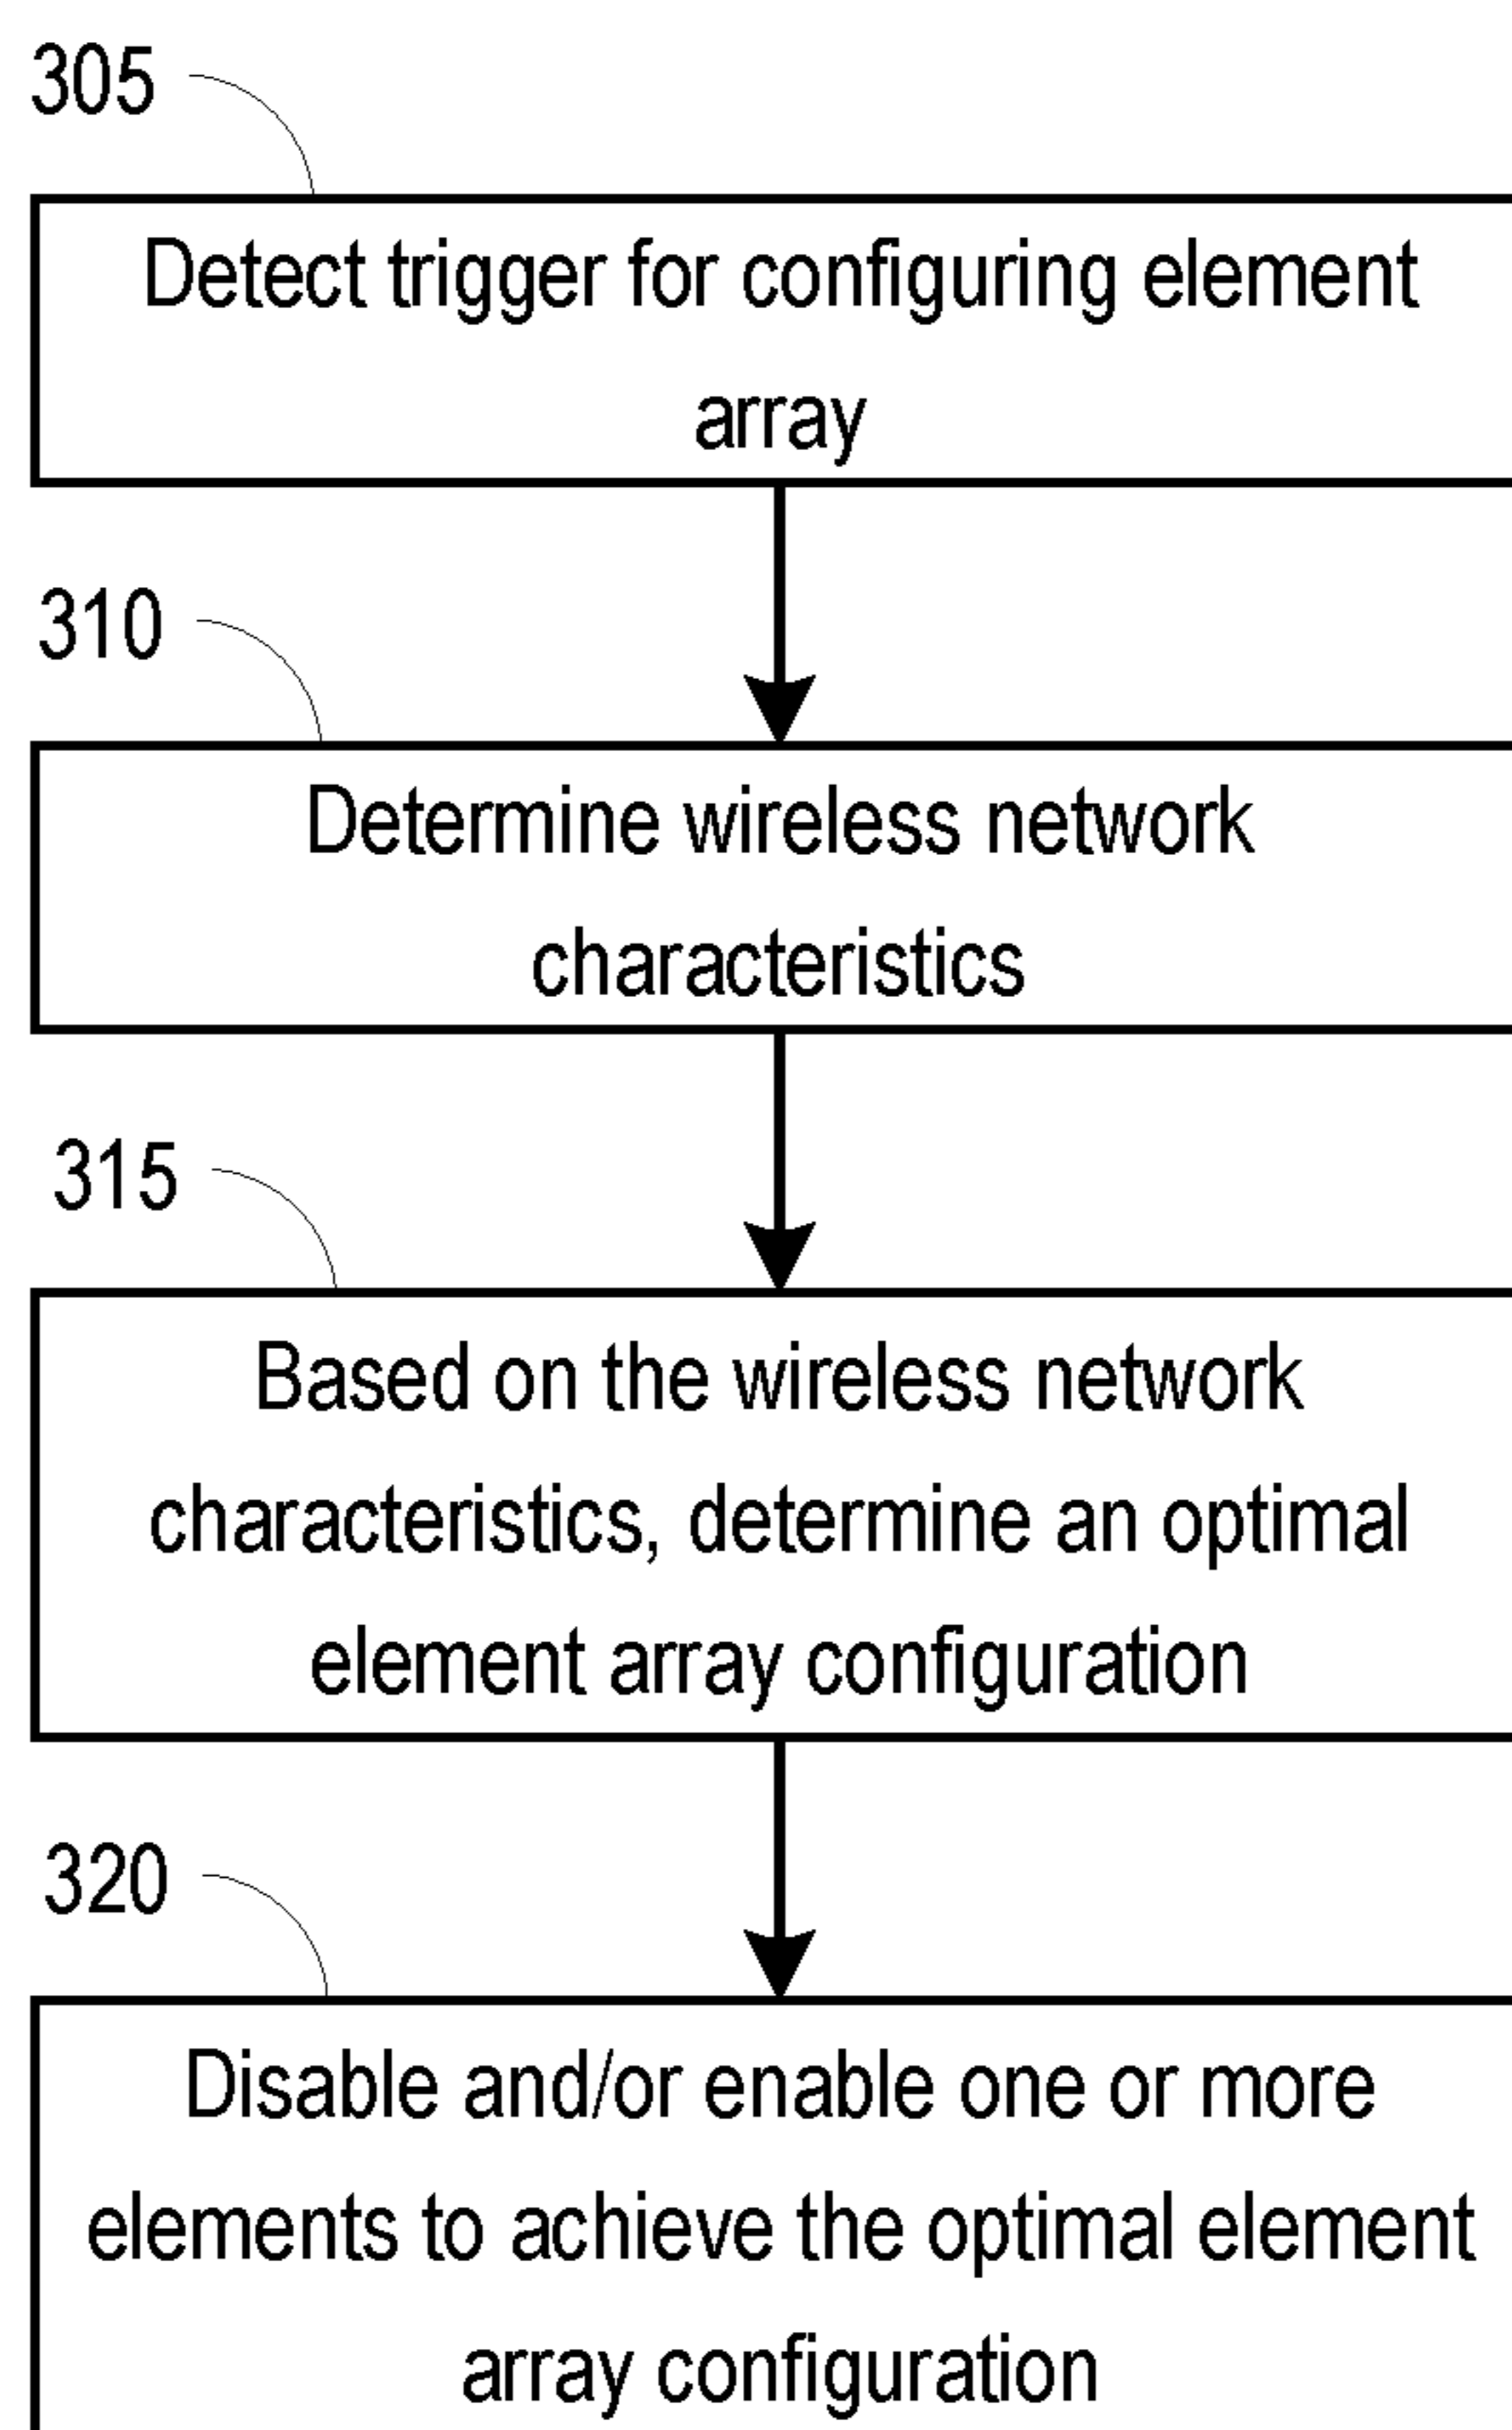 305
Detect trigger for configuring element
array
310
Determine wireless network
characteristics
315
Based on the wireless network
characteristics, determine an optimal
element array configuration
320
Disable and/or enable one or more
elements to achieve the optimal element
array configuration